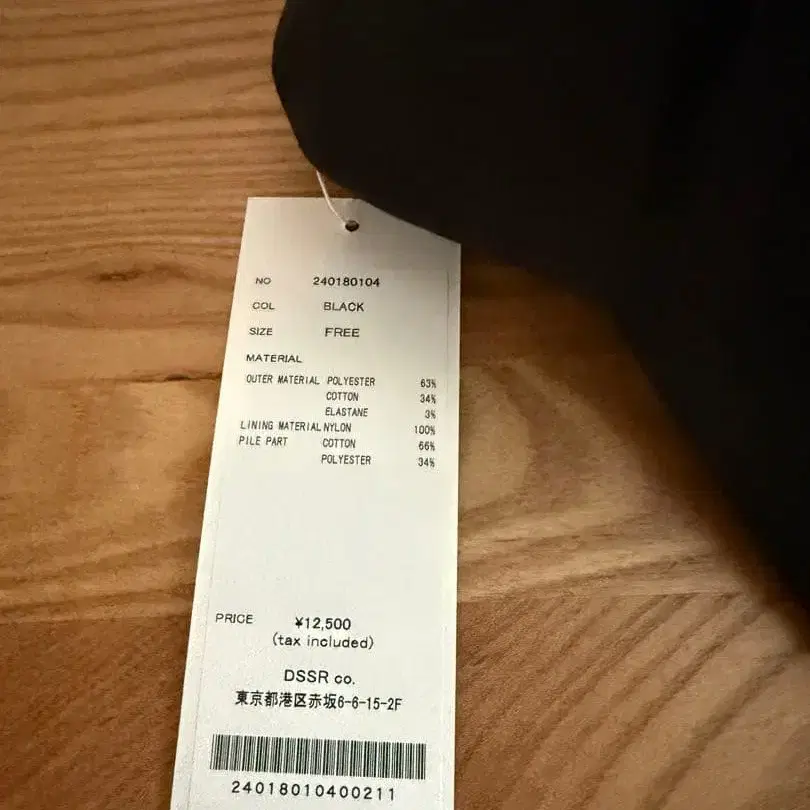 NO 240180104
COL BLACK
SIZE FREE
MATERIAL
OUTER MATERIAL POLYESTER 63%
COTTON 34%
ELASTANE 3%
LINING MATERIAL NYLON 100%
PILE PART COTTON 66%
POLYESTER 34%
PRICE ¥12,500
(tax included)
DSSR co.
東京都港区赤坂6-6-15-2F
24018010400211